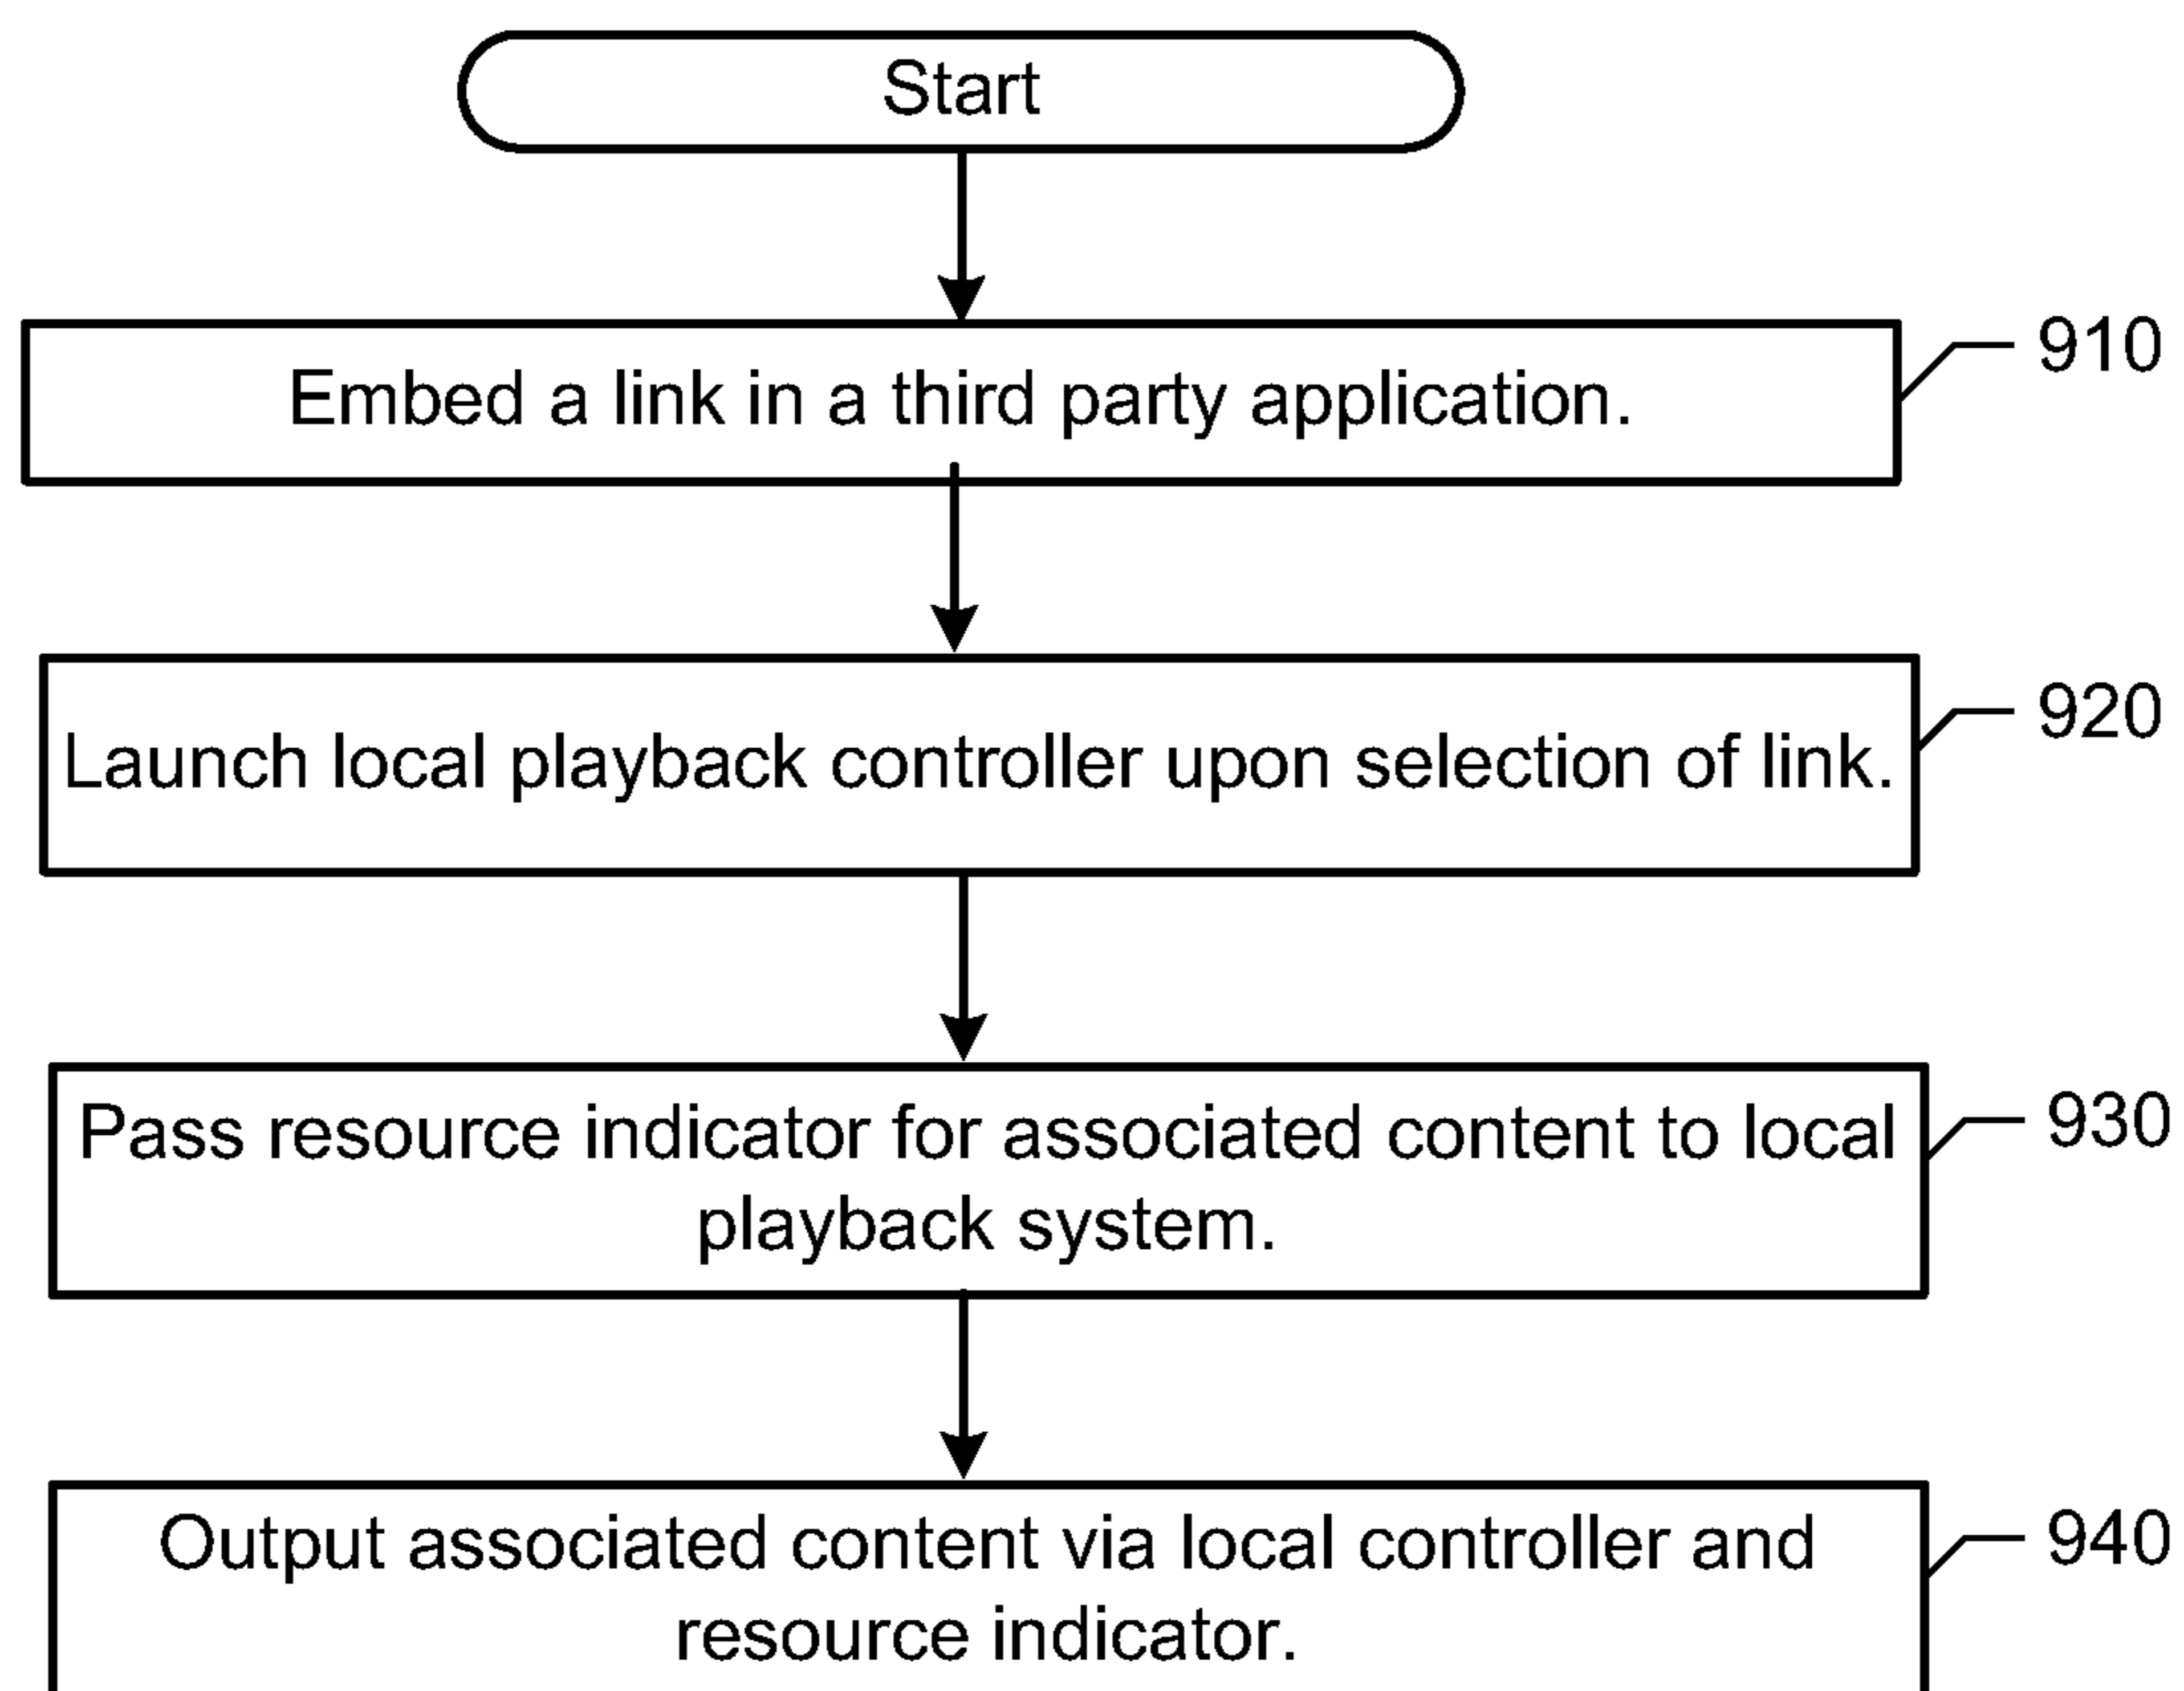 Start
Embed a link in a third party application.
910
Launch local playback controller upon selection of link.
920
Pass resource indicator for associated content to local
playback system.
930
Output associated content via local controller and
resource indicator.
940